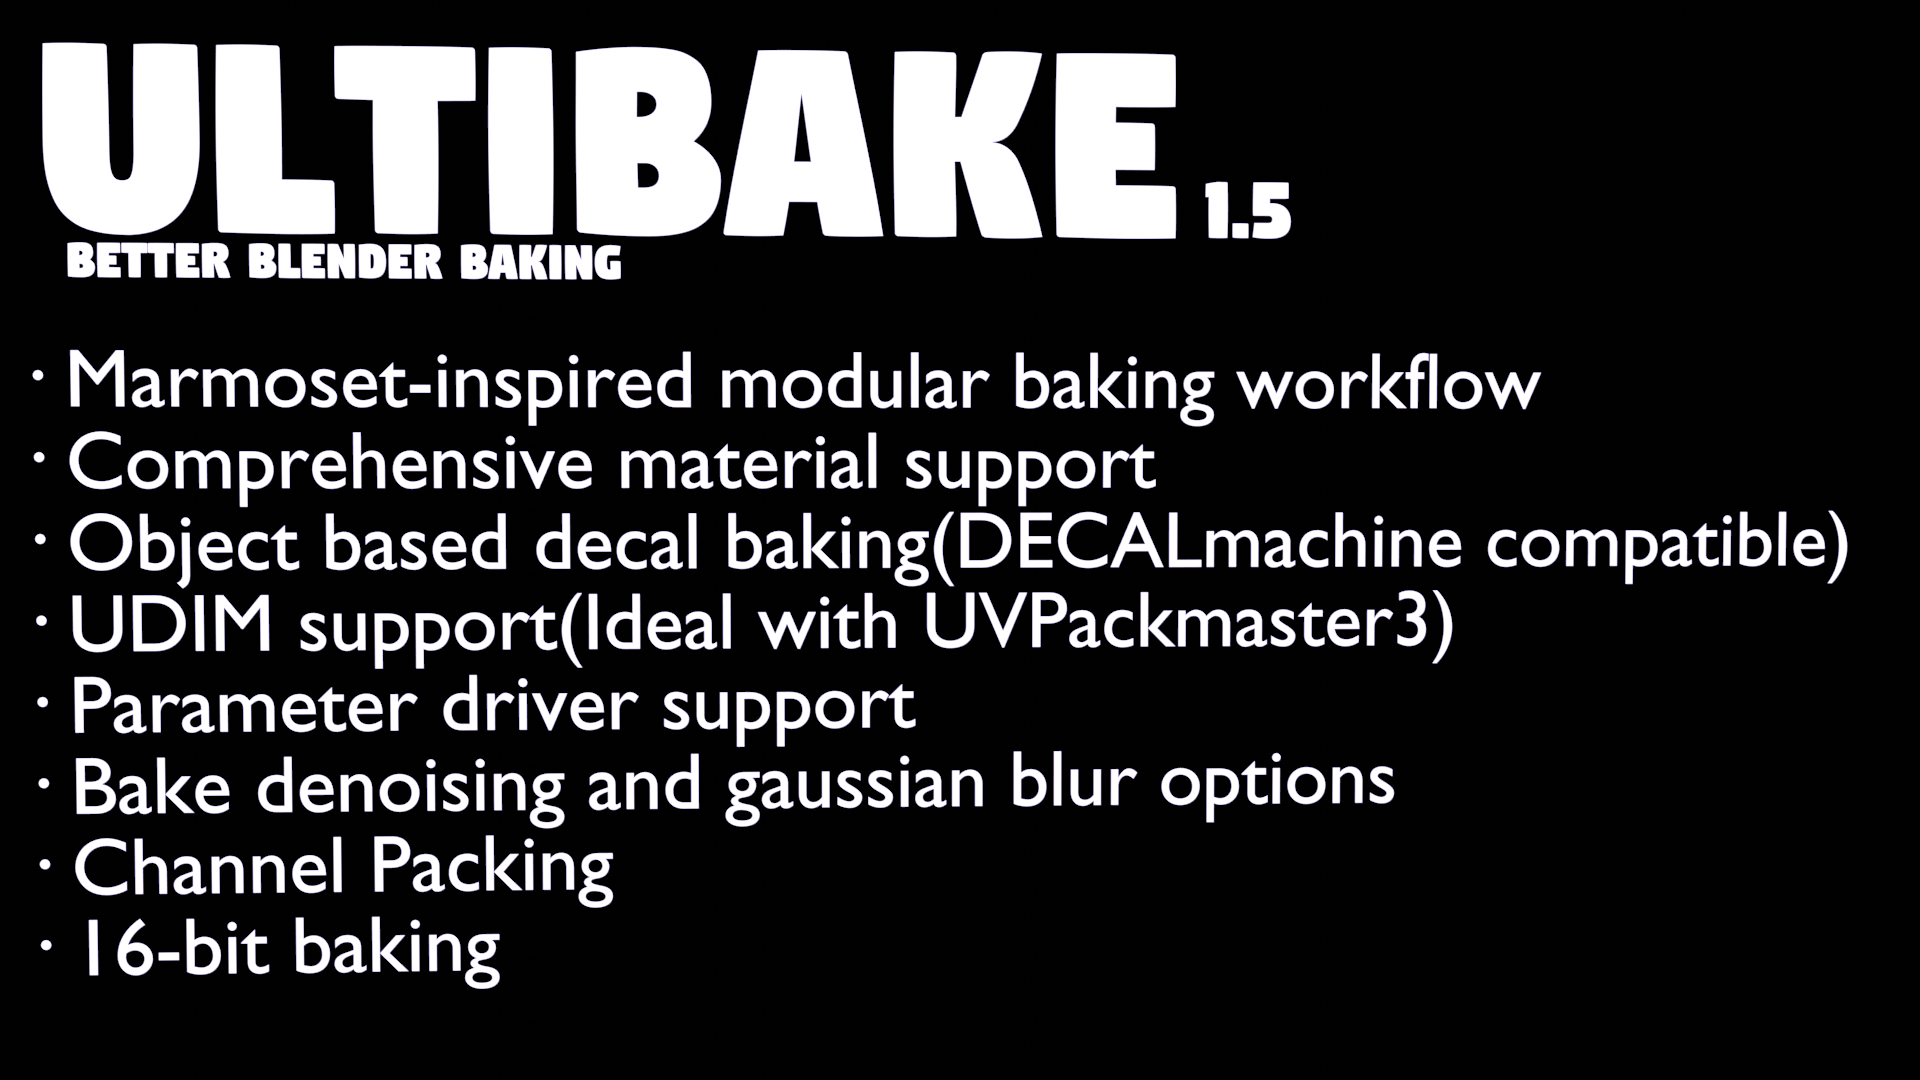 ULTIBAKE 1.5
BETTER BLENDER BAKING
· Marmoset-inspired modular baking workflow
· Comprehensive material support
· Object based decal baking(DECALmachine compatible)
· UDIM support(Ideal with UVPackmaster3)
· Parameter driver support
· Bake denoising and gaussian blur options
· Channel Packing
· 16-bit baking